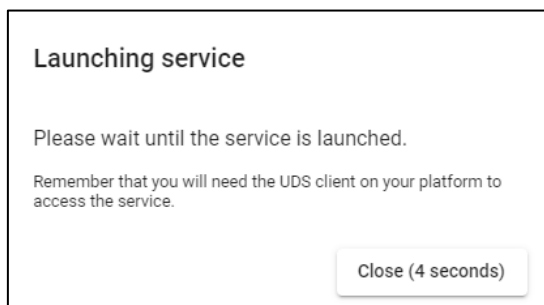 Launching service
Please wait until the service is launched.
Remember that you will need the UDS client on your platform to
access the service.
Close (4 seconds)